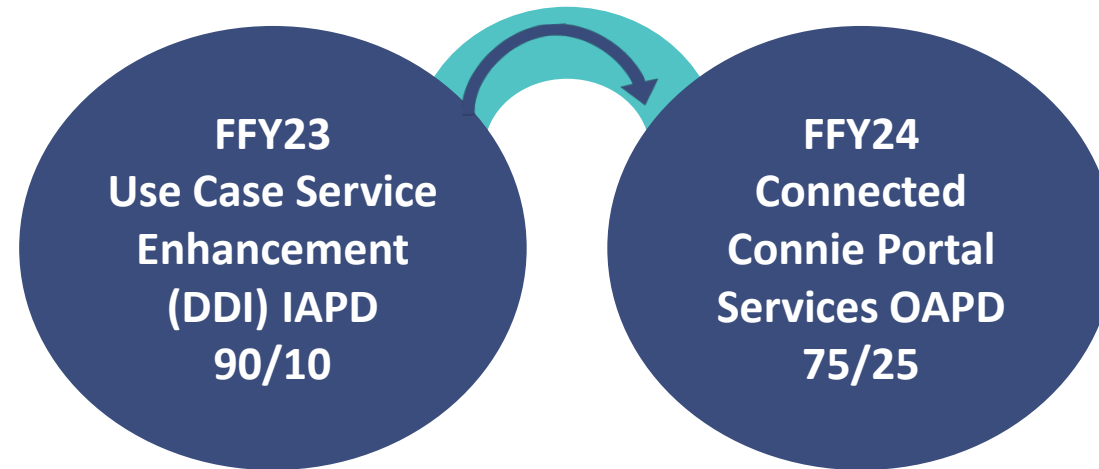 FFY23
Use Case Service
Enhancement
(DDI) IAPD
90/10
FFY24
Connected
Connie Portal
Services OAPD
75/25